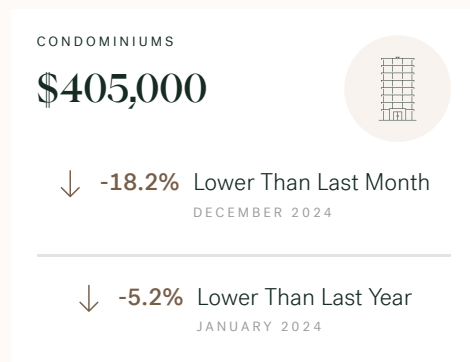 CONDOMINIUMS
$405,000
-18.2% Lower Than Last Month
DECEMBER 2024
-5.2% Lower Than Last Year
JANUARY 2024